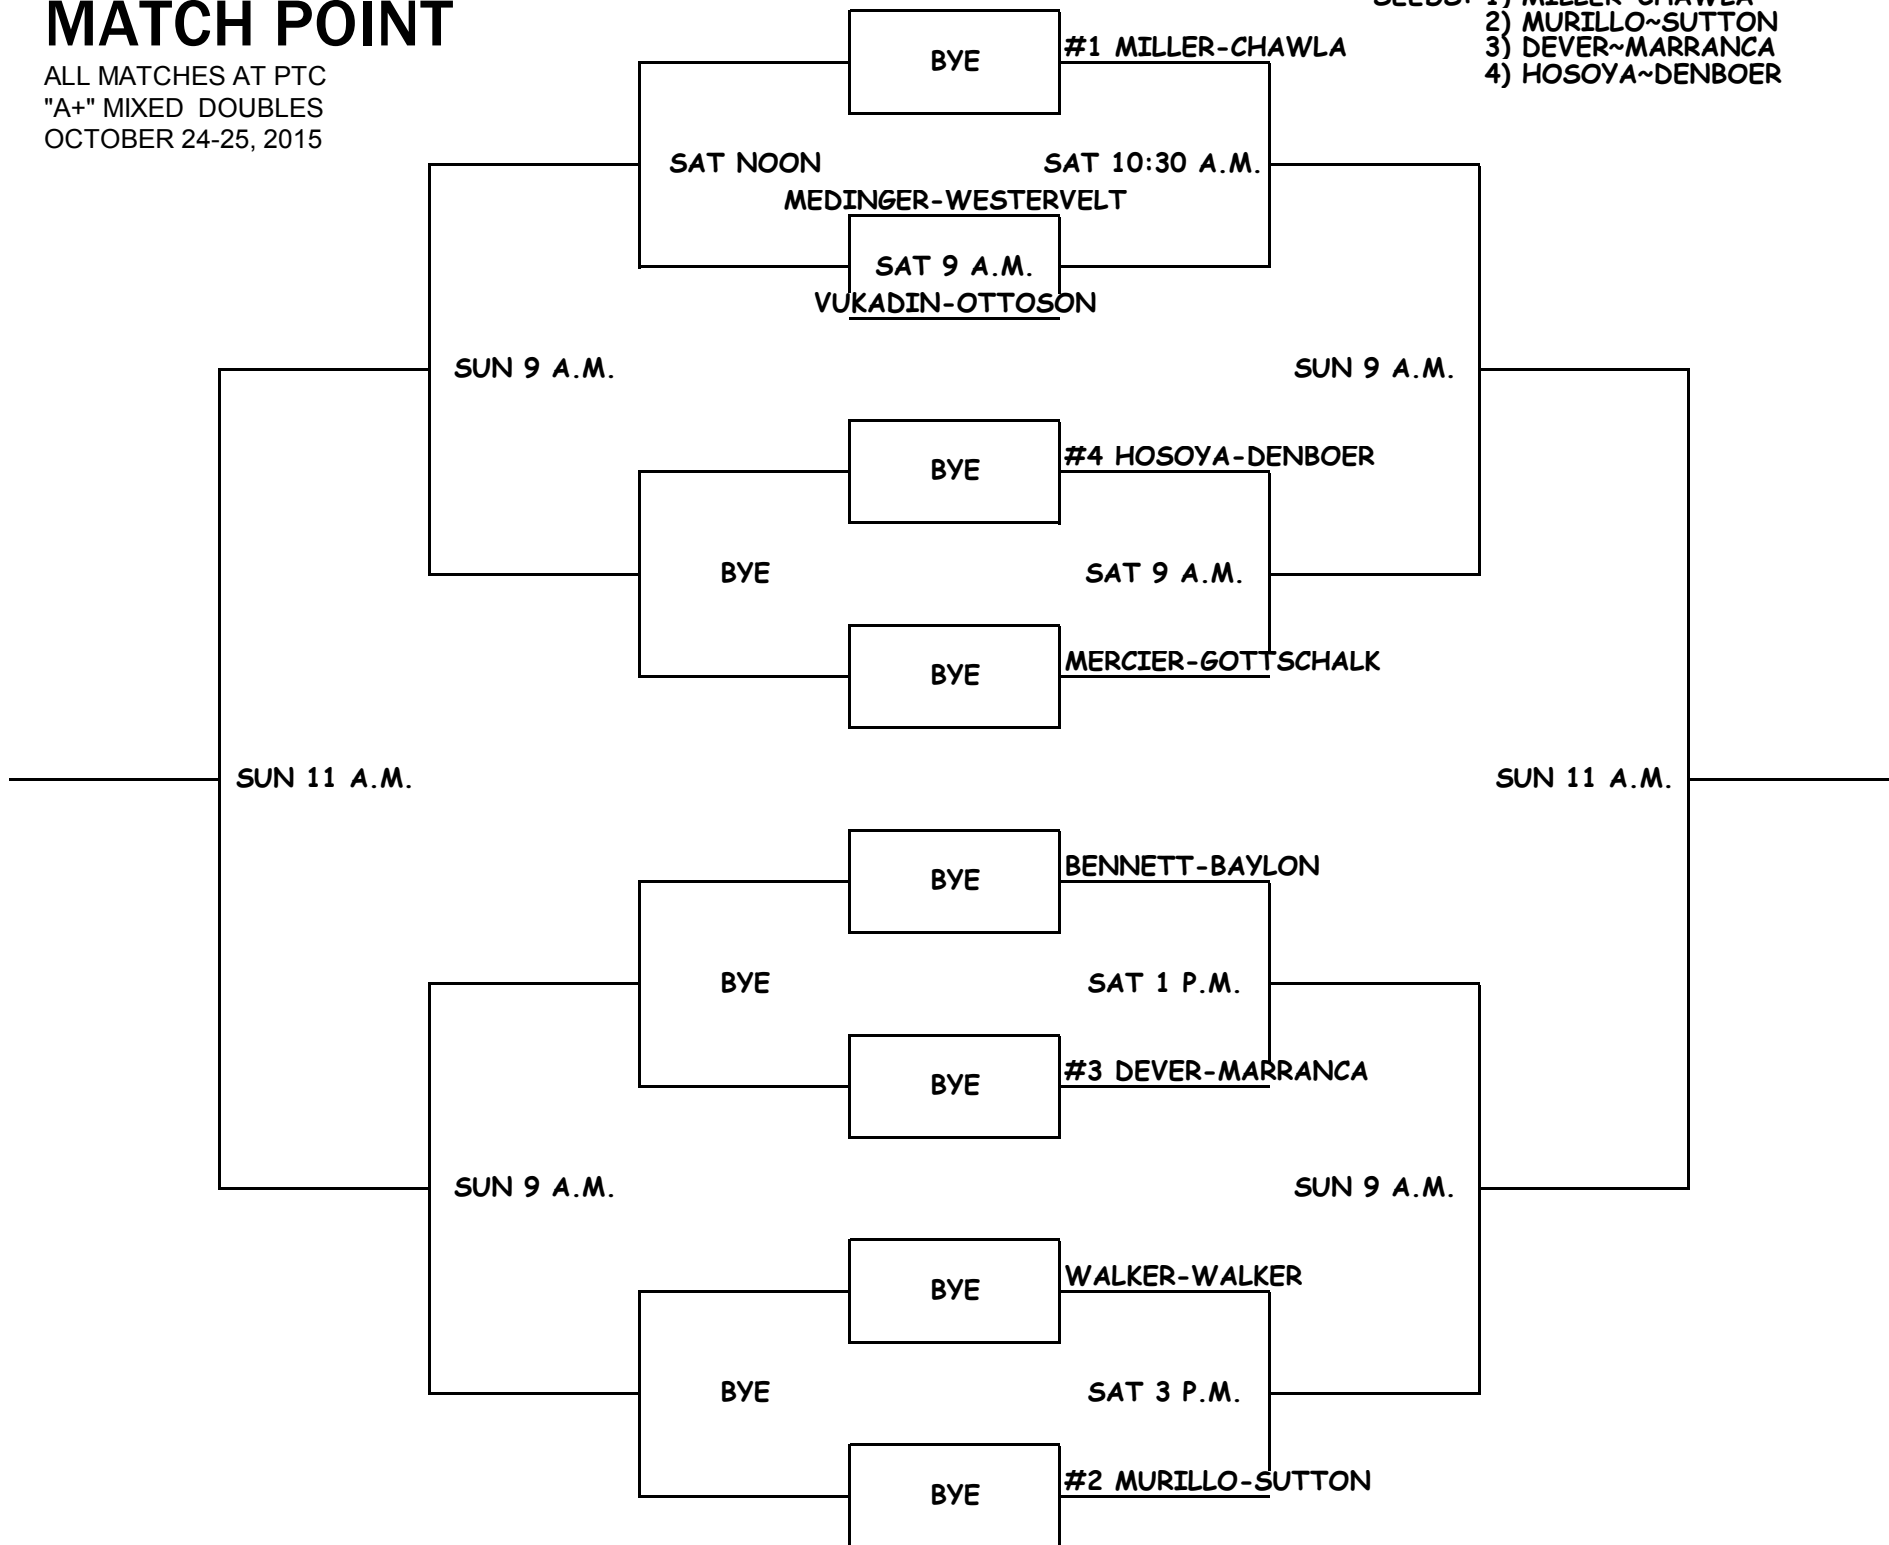 MATCH POINT
ALL MATCHES AT PTC
"A+" MIXED  DOUBLES
OCTOBER 24-25, 2015
SEEDS: 1) MILLER~CHAWLA
2) MURILLO~SUTTON
3) DEVER~MARRANCA
4) HOSOYA~DENBOER
BYE
#1 MILLER-CHAWLA
SAT NOON
SAT 10:30 A.M.
MEDINGER-WESTERVELT
SAT 9 A.M.
VUKADIN-OTTOSON
SUN 9 A.M.
SUN 9 A.M.
BYE
#4 HOSOYA-DENBOER
BYE
SAT 9 A.M.
BYE
MERCIER-GOTTSCHALK
SUN 11 A.M.
SUN 11 A.M.
BYE
BENNETT-BAYLON
BYE
SAT 1 P.M.
BYE
#3 DEVER-MARRANCA
SUN 9 A.M.
SUN 9 A.M.
BYE
WALKER-WALKER
BYE
SAT 3 P.M.
BYE
#2 MURILLO-SUTTON